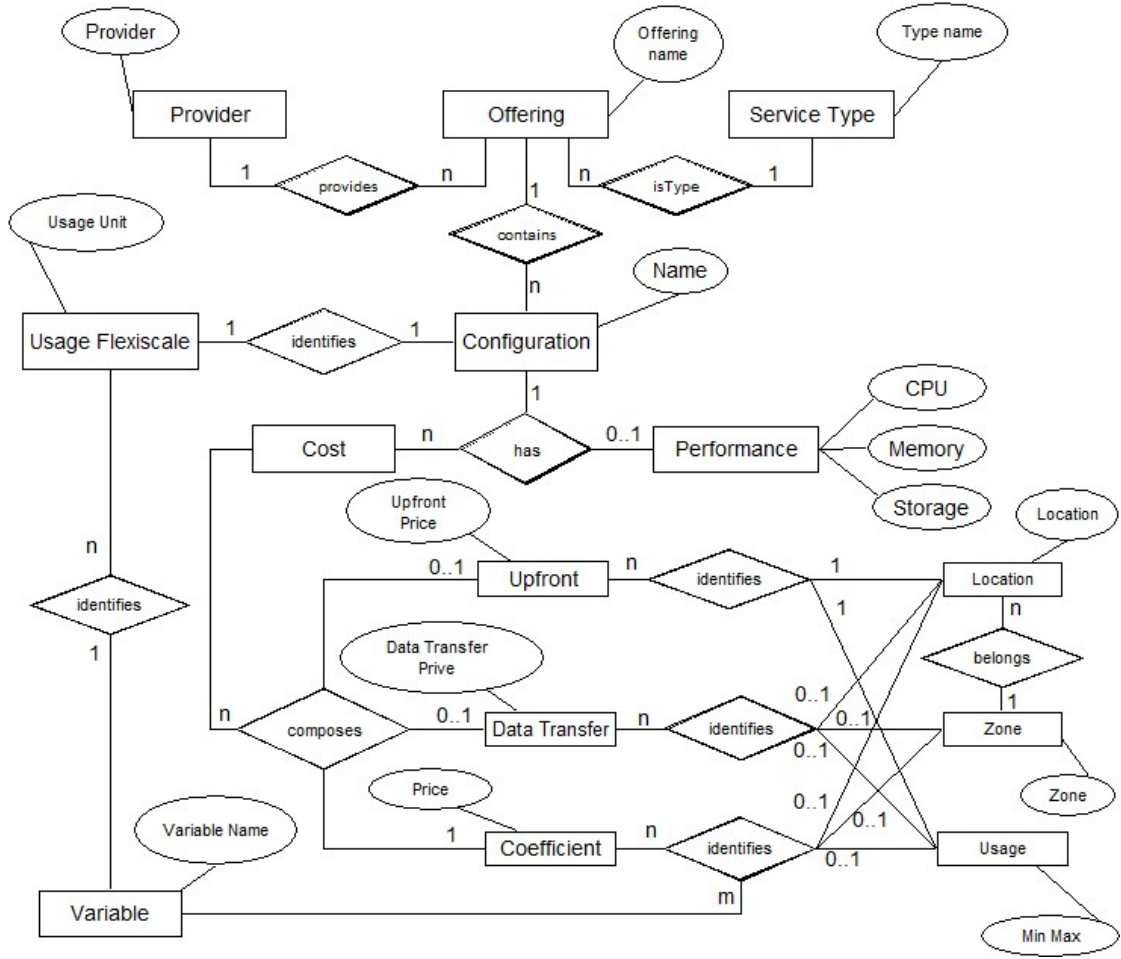 Provider
Offering
name
Type name
Provider
Offering
Service Type
1
provides
n
1
n
isType
1
Usage Unit
contains
n
Name
Usage Flexiscale
1
identifies
1
Configuration
1
CPU
Cost
n
has
0..1
Performance
Memory
Storage
Upfront
Price
Location
n
0..1
Upfront
n
identifies
1
Location
identifies
1
n
1
Data Transfer
Prive
belongs
0..1
1
n
composes
0..1
Data Transfer
n
identifies
0..1
0..1
Zone
Price
0..1
Zone
Variable Name
1
Coefficient
n
identifies
0..1
0..1
Usage
Variable
m
Min Max